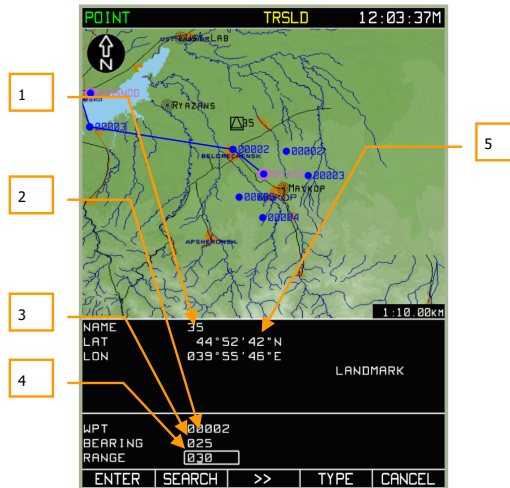 POINT TRSLD 12:03:37M
N
RYAZANS
35
00003
00002
00002
BELORECHENSK
00003
MAYKOP
00004
APSHERONSK
1:10.00KM
NAME 35
LAT 44°52'42"N
LON 039°55'46"E
LANDMARK
WPT 00002
BEARING 025
RANGE 030
ENTER SEARCH >> TYPE CANCEL
1
2
3
4
5